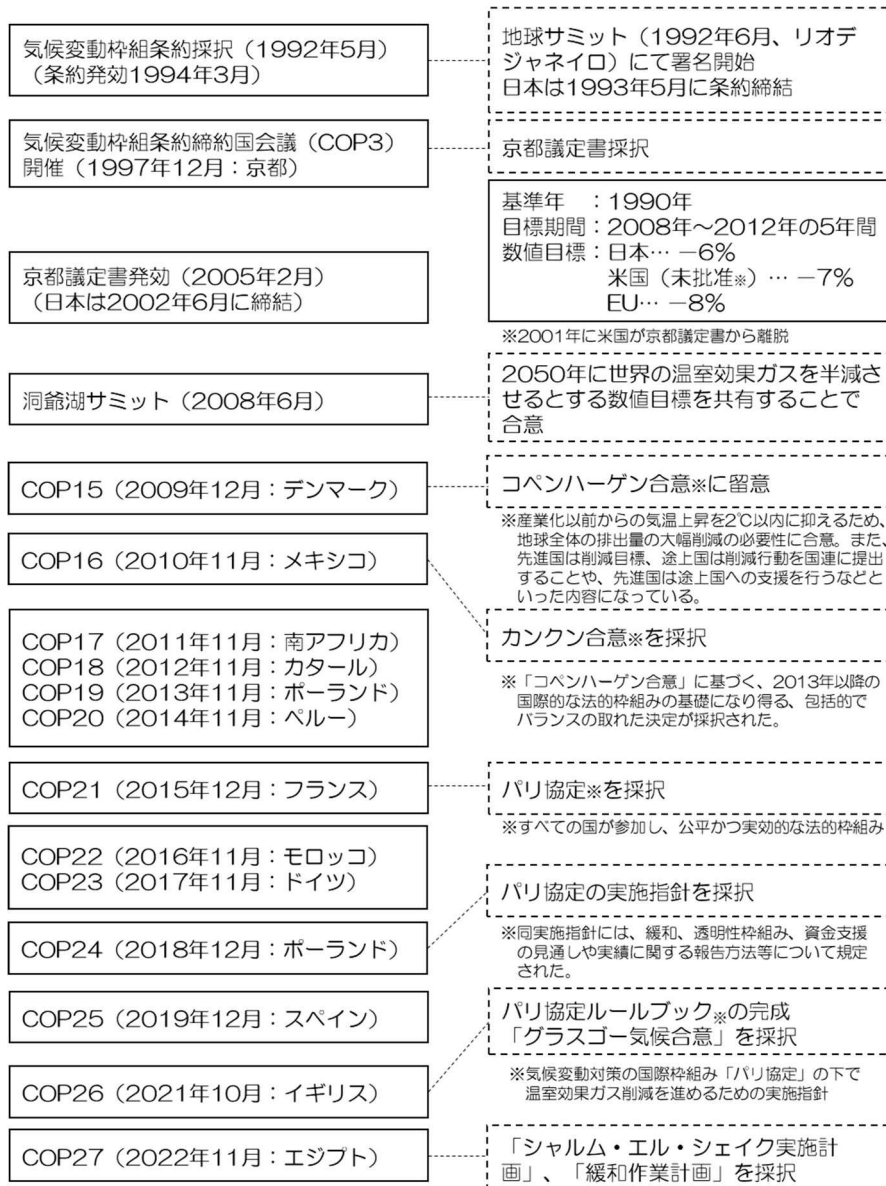 気候変動枠組条約採択（1992年5月）
（条約発効1994年3月）
地球サミット（1992年6月、リオデ
ジャネイロ）にて署名開始
日本は1993年5月に条約締結
気候変動枠組条約締約国会議（COP3）
開催（1997年12月：京都）
京都議定書採択
基準年　：1990年
目標期間：2008年～2012年の5年間
数値目標：日本… －6%
米国（未批准※）… －7%
EU… －8%
※2001年に米国が京都議定書から離脱
京都議定書発効（2005年2月）
（日本は2002年6月に締結）
洞爺湖サミット（2008年6月）
2050年に世界の温室効果ガスを半減さ
せるとする数値目標を共有することで
合意
COP15（2009年12月：デンマーク）
コペンハーゲン合意※に留意
※産業化以前からの気温上昇を2℃以内に抑えるため、
地球全体の排出量の大幅削減の必要性に合意。また、
先進国は削減目標、途上国は削減行動を国連に提出
することや、先進国は途上国への支援を行うなどと
いった内容になっている。
COP16（2010年11月：メキシコ）
カンクン合意※を採択
※「コペンハーゲン合意」に基づく、2013年以降の
国際的な法的枠組みの基礎になり得る、包括的で
バランスの取れた決定が採択された。
COP17（2011年11月：南アフリカ）
COP18（2012年11月：カタール）
COP19（2013年11月：ポーランド）
COP20（2014年11月：ペルー）
COP21（2015年12月：フランス）
パリ協定※を採択
※すべての国が参加し、公平かつ実効的な法的枠組み
COP22（2016年11月：モロッコ）
COP23（2017年11月：ドイツ）
COP24（2018年12月：ポーランド）
パリ協定の実施指針を採択
※同実施指針には、緩和、透明性枠組み、資金支援
の見通しや実績に関する報告方法等について規定
された。
COP25（2019年12月：スペイン）
COP26（2021年10月：イギリス）
パリ協定ルールブック※の完成
「グラスゴー気候合意」を採択
※気候変動対策の国際枠組み「パリ協定」の下で
温室効果ガス削減を進めるための実施指針
COP27（2022年11月：エジプト）
「シャルム・エル・シェイク実施計
画」、「緩和作業計画」を採択